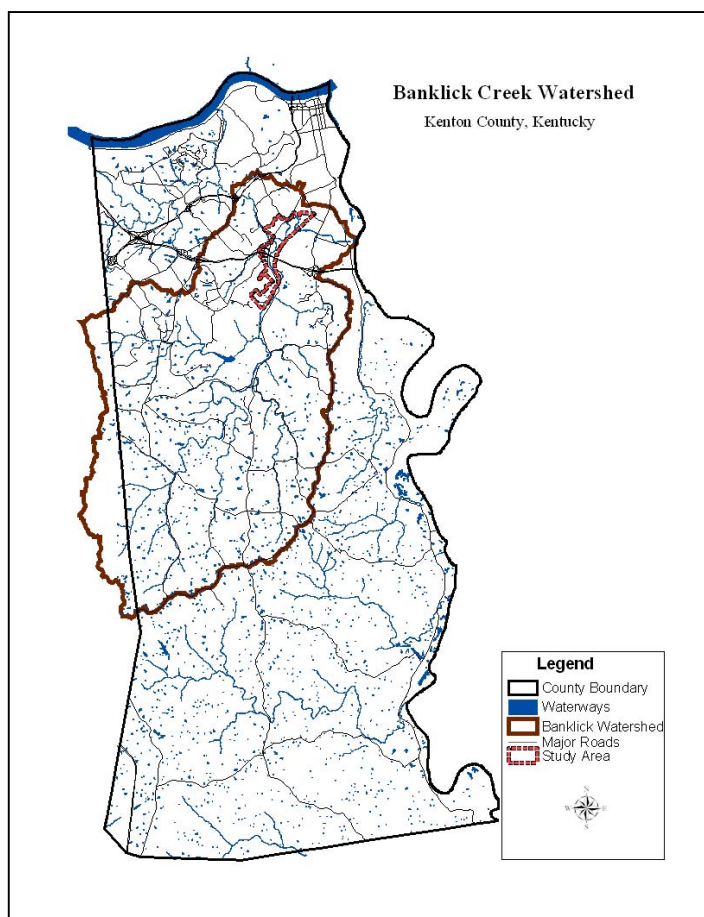 Banklick Creek Watershed
Kenton County, Kentucky
Legend
County Boundary
Waterways
Banklick Watershed
Major Roads
Study Area
N
W E
S